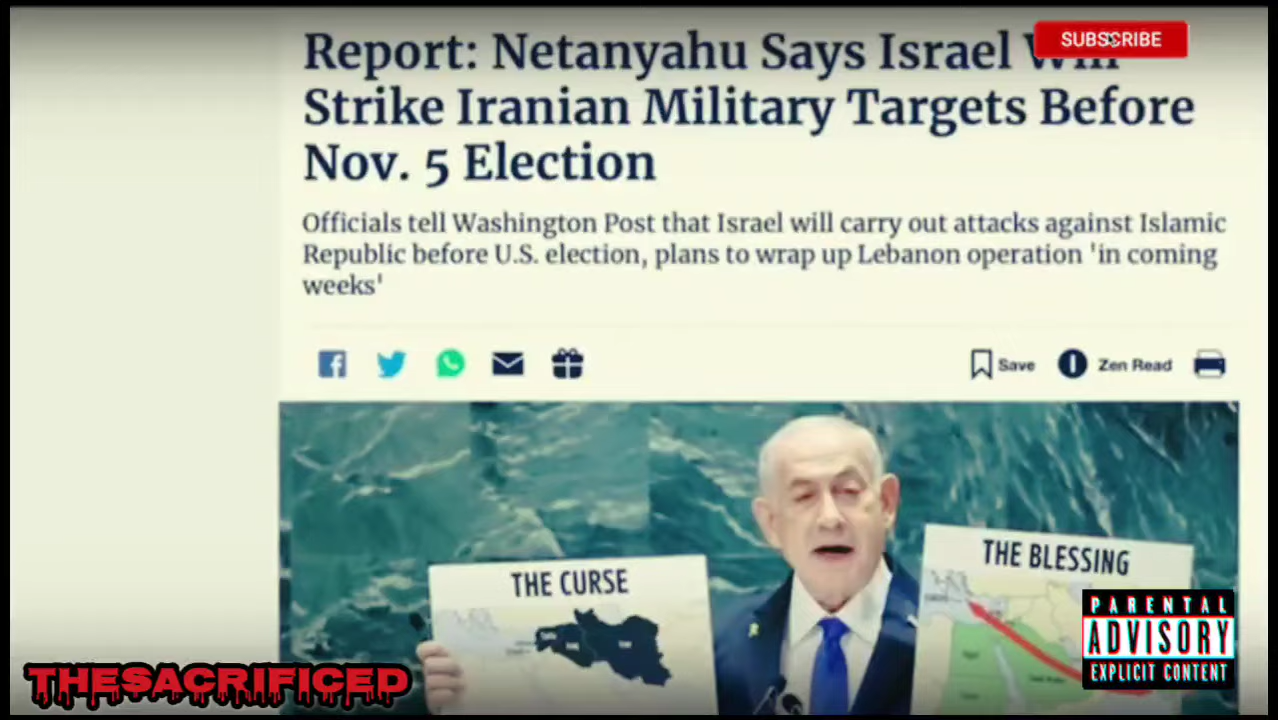 Report: Netanyahu Says Israel Will
SUBSCRIBE
Strike Iranian Military Targets Before
Nov. 5 Election
Officials tell Washington Post that Israel will carry out attacks against Islamic
Republic before U.S. election, plans to wrap up Lebanon operation 'in coming
weeks'
Save
Zen Read
THE CURSE
THE BLESSING
PARENTAL
ADVISORY
EXPLICIT CONTENT
THESACRIFICED